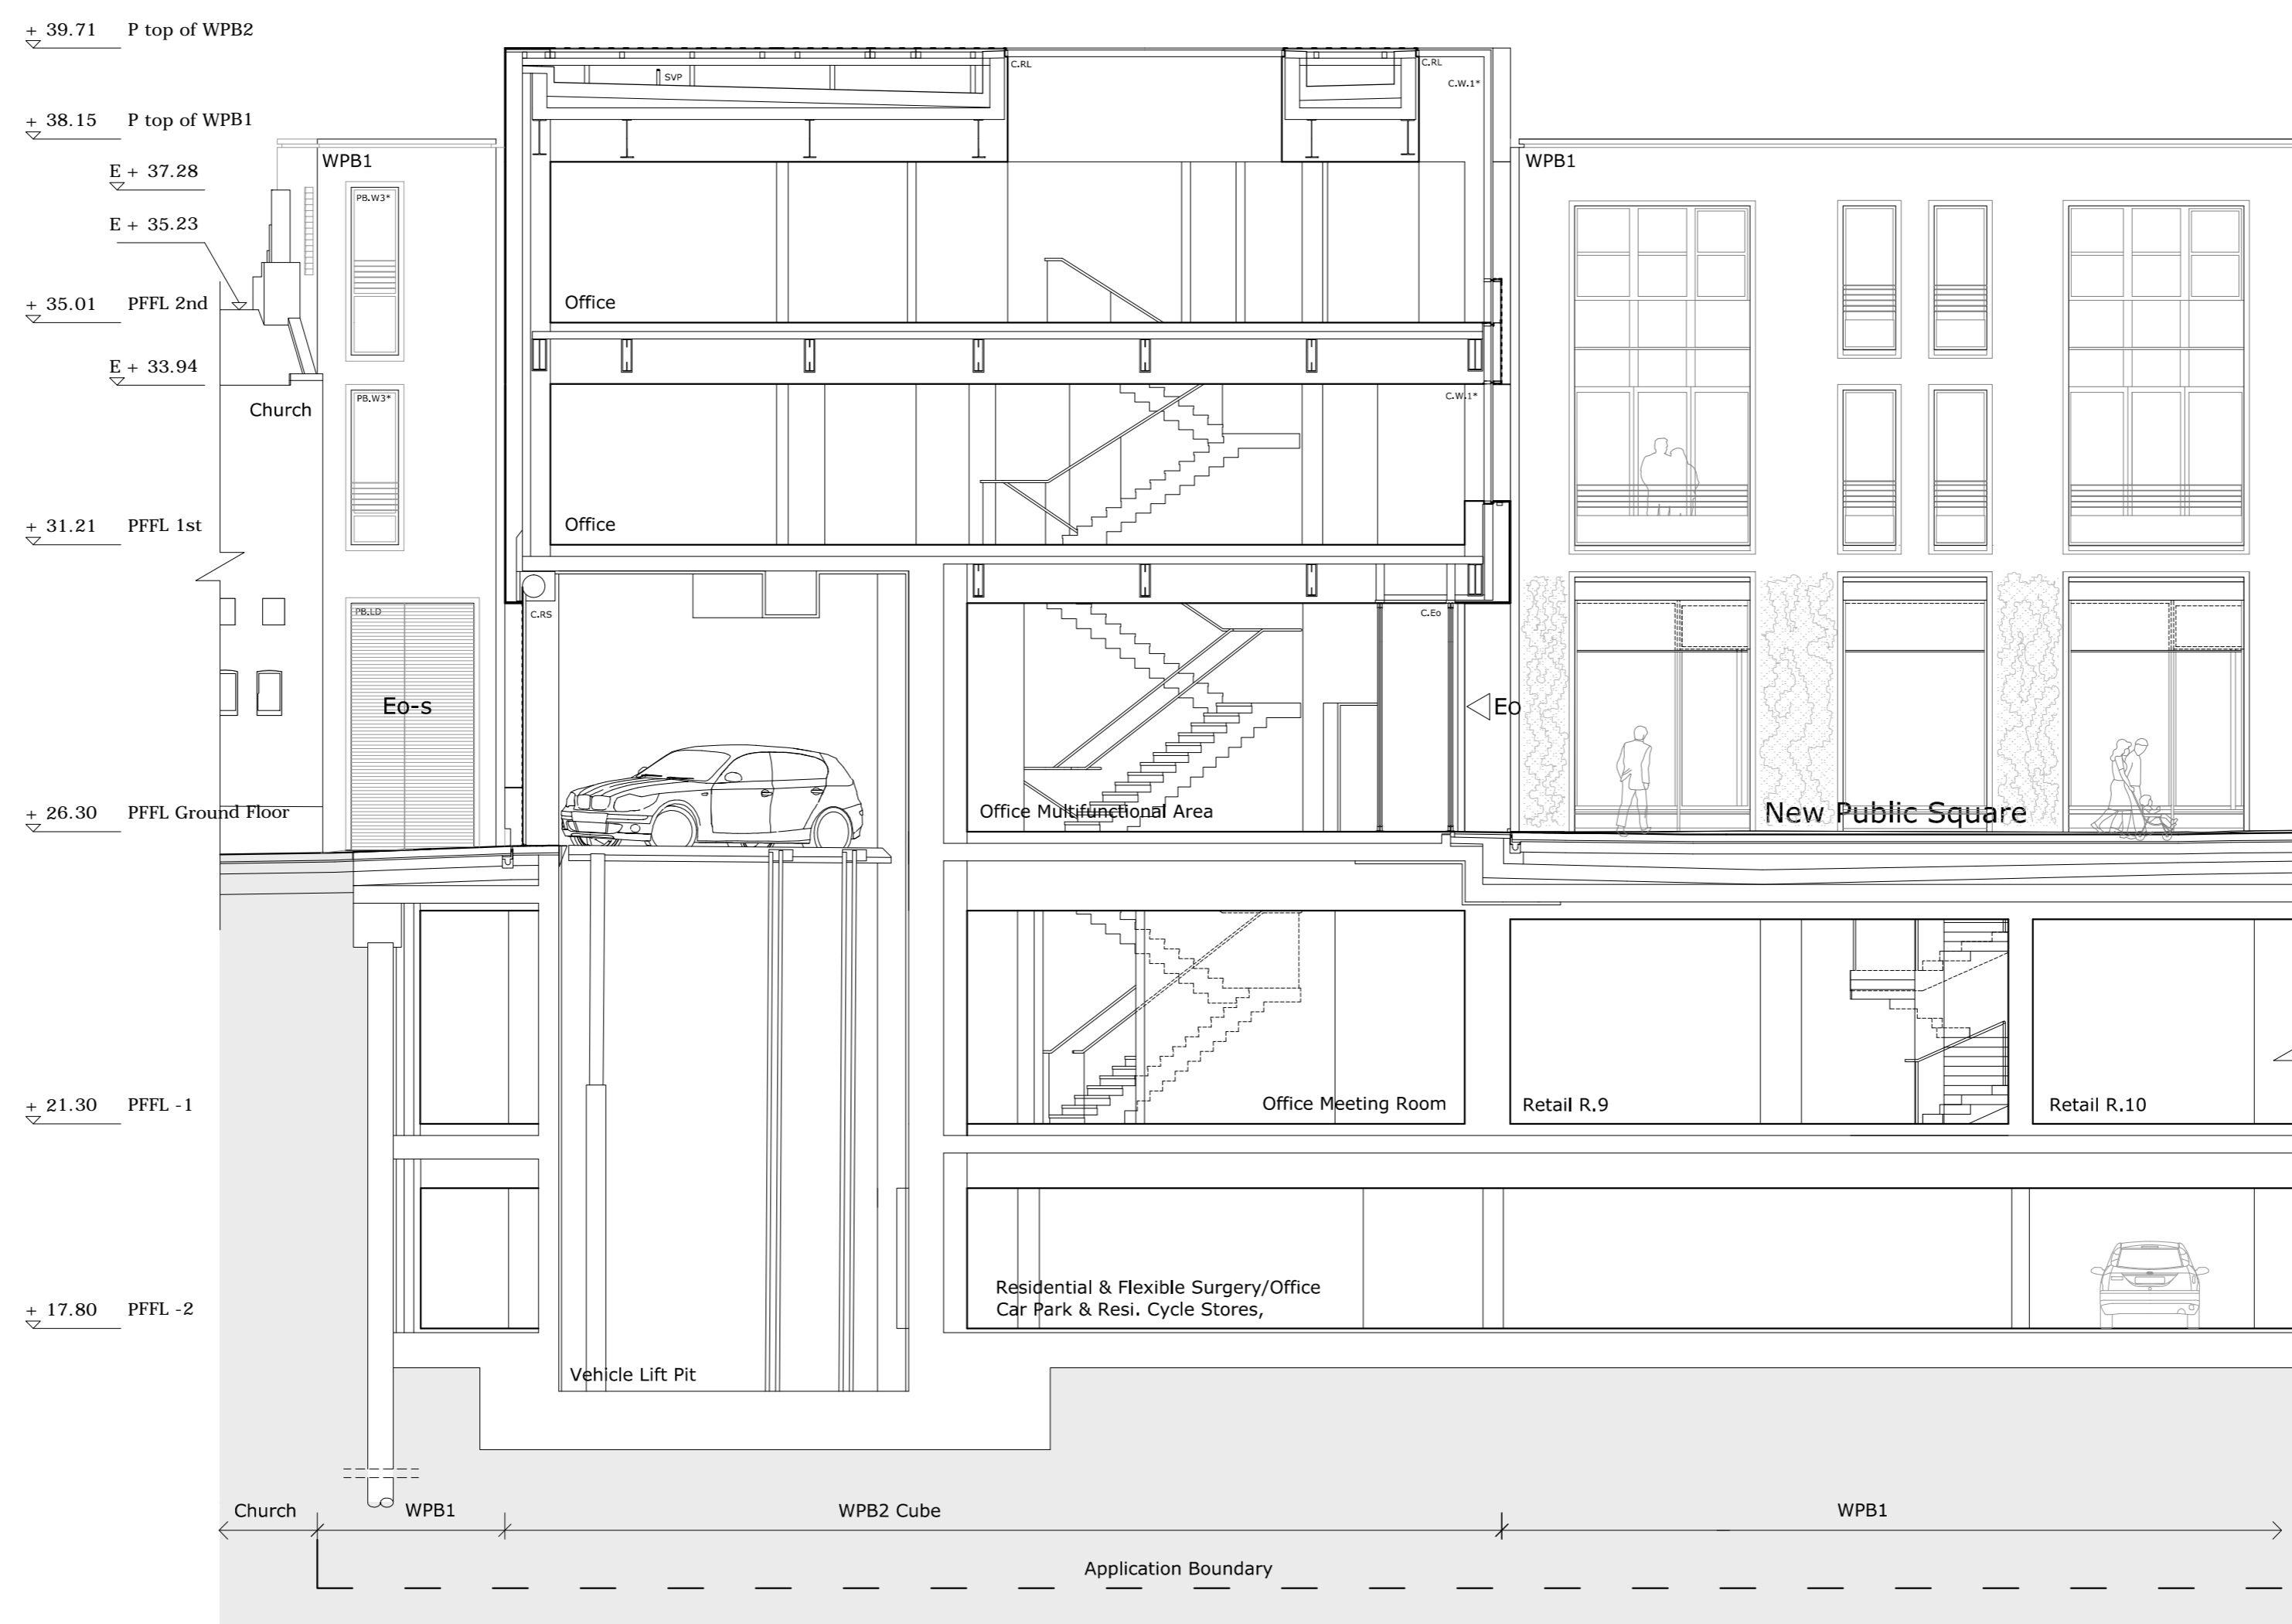 + 39.71 P top of WPB2
+ 38.15 P top of WPB1
E + 37.28
E + 35.23
+ 35.01 PFFL 2nd
E + 33.94
+ 31.21 PFFL 1st
+ 26.30 PFFL Ground Floor
+ 21.30 PFFL -1
+ 17.80 PFFL -2
SVP
C.RL
C.RL
C.W.1*
WPB1
WPB1
PB.W3*
Office
PB.W3*
C.W.1*
Church
Office
PB.LD
C.RS
C.Eo
Eo-s
Eo
Office Multifunctional Area
New Public Square
Office Meeting Room
Retail R.9
Retail R.10
Residential & Flexible Surgery/Office
Car Park & Resi. Cycle Stores,
Vehicle Lift Pit
Church
WPB1
WPB2 Cube
WPB1
Application Boundary